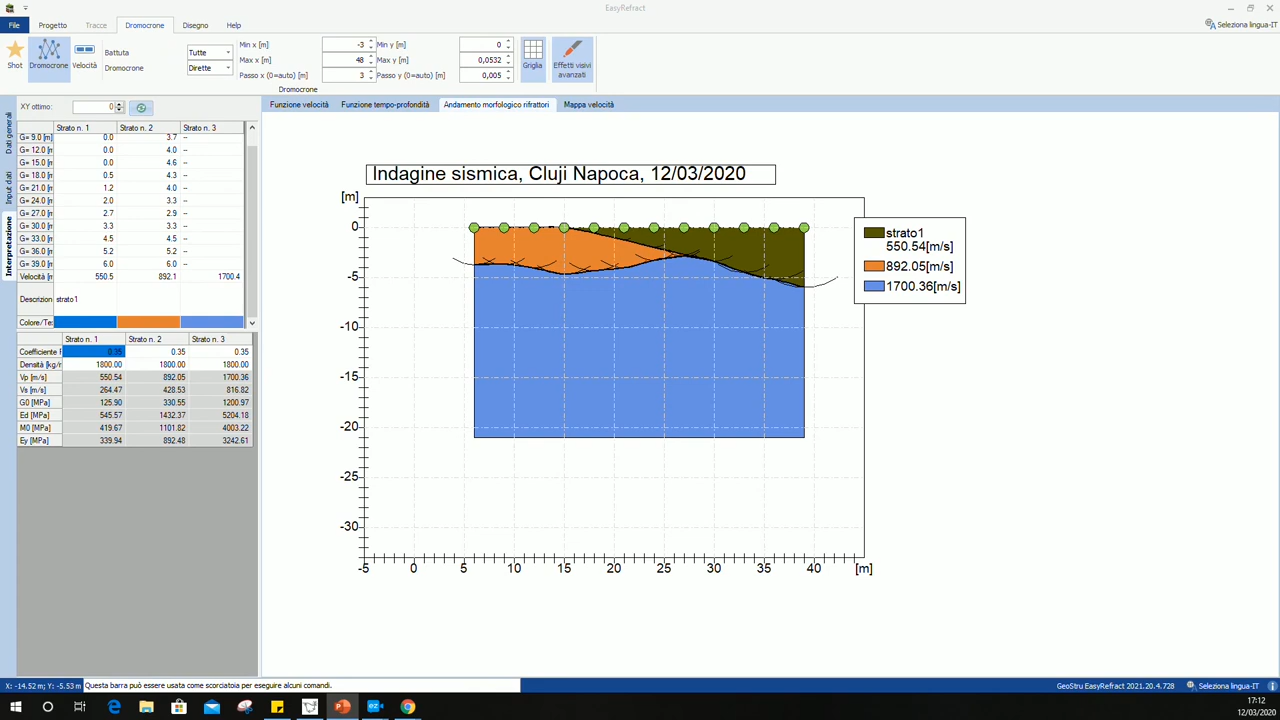 EasyRefract
File Progetto Tracce Dromocrone Disegno Help
Seleziona lingua-IT
Shot Dromocrone Velocità
Battuta Tutte
Dromocrone Dirette
Min x [m] -3 Min y [m] 0
Max x [m] 48 Max y [m] 0,0532
Passo x (0=auto) [m] 3 Passo y (0=auto) [m] 0,005
Griglia
Effetti visivi
avanzati
Dromocrone
XY ottimo: 0
Funzione velocità Funzione tempo-profondità Andamento morfologico rifrattori Mappa velocità
Dati generali
Input dati
Interpretazione
Strato n. 1 Strato n. 2 Strato n. 3
G= 9.0 [m] 0.0 3.7 --
G= 12.0 [m 0.0 4.0 --
G= 15.0 [m 0.0 4.6 --
G= 18.0 [m 0.5 4.3 --
G= 21.0 [m 1.2 4.0 --
G= 24.0 [m 2.0 3.3 --
G= 27.0 [m 2.7 2.9 --
G= 30.0 [m 3.3 3.3 --
G= 33.0 [m 4.5 4.5 --
G= 36.0 [m 5.2 5.2 --
G= 39.0 [m 6.0 6.0 --
Velocità [m/ 550.5 892.1 1700.4
Descrizion strato1
Colore/Te:
Strato n. 1 Strato n. 2 Strato n. 3
Coefficiente F 0.35 0.35 0.35
Densità [kg/r 1800.00 1800.00 1800.00
Vp [m/s] 550.54 892.05 1700.36
Vs [m/s] 264.47 428.53 816.82
G0 [MPa] 125.90 330.55 1200.97
Ed [MPa] 545.57 1432.37 5204.18
M0 [MPa] 419.67 1101.82 4003.22
Ey [MPa] 339.94 892.48 3242.61
Indagine sismica, Cluji Napoca, 12/03/2020
[m]
0
-5
-10
-15
-20
-25
-30
-5 0 5 10 15 20 25 30 35 40 [m]
strato1
550.54[m/s]
892.05[m/s]
1700.36[m/s]
X: -14.52 m; Y: -5.53 m Questa barra può essere usata come scorciatoia per eseguire alcuni comandi.
GeoStru EasyRefract 2021.20.4.728 Seleziona lingua-IT
17:12
12/03/2020